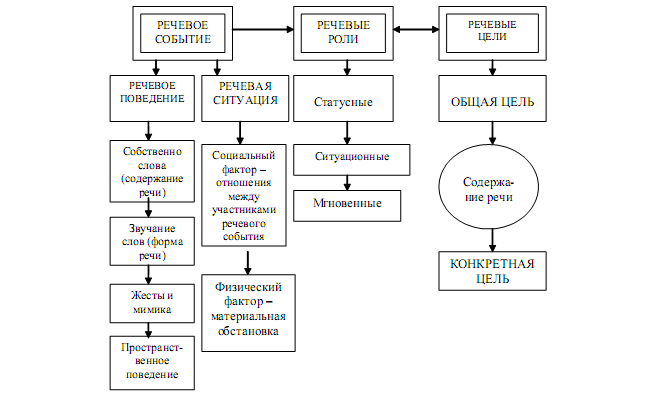 РЕЧЕВОЕ
СОБЫТИЕ
РЕЧЕВЫЕ
РОЛИ
РЕЧЕВЫЕ
ЦЕЛИ
РЕЧЕВОЕ
ПОВЕДЕНИЕ
РЕЧЕВАЯ
СИТУАЦИЯ
Статусные
ОБЩАЯ ЦЕЛЬ
Собственно
слова
(содержание
речи)
Социальный
фактор –
отношения
между
участниками
речевого
события
Ситуационные
Мгновенные
Содержа-
ние речи
Звучание
слов (форма
речи)
КОНКРЕТНАЯ
ЦЕЛЬ
Жесты и
мимика
Физический
фактор –
материальная
обстановка
Пространст-
венное
поведение